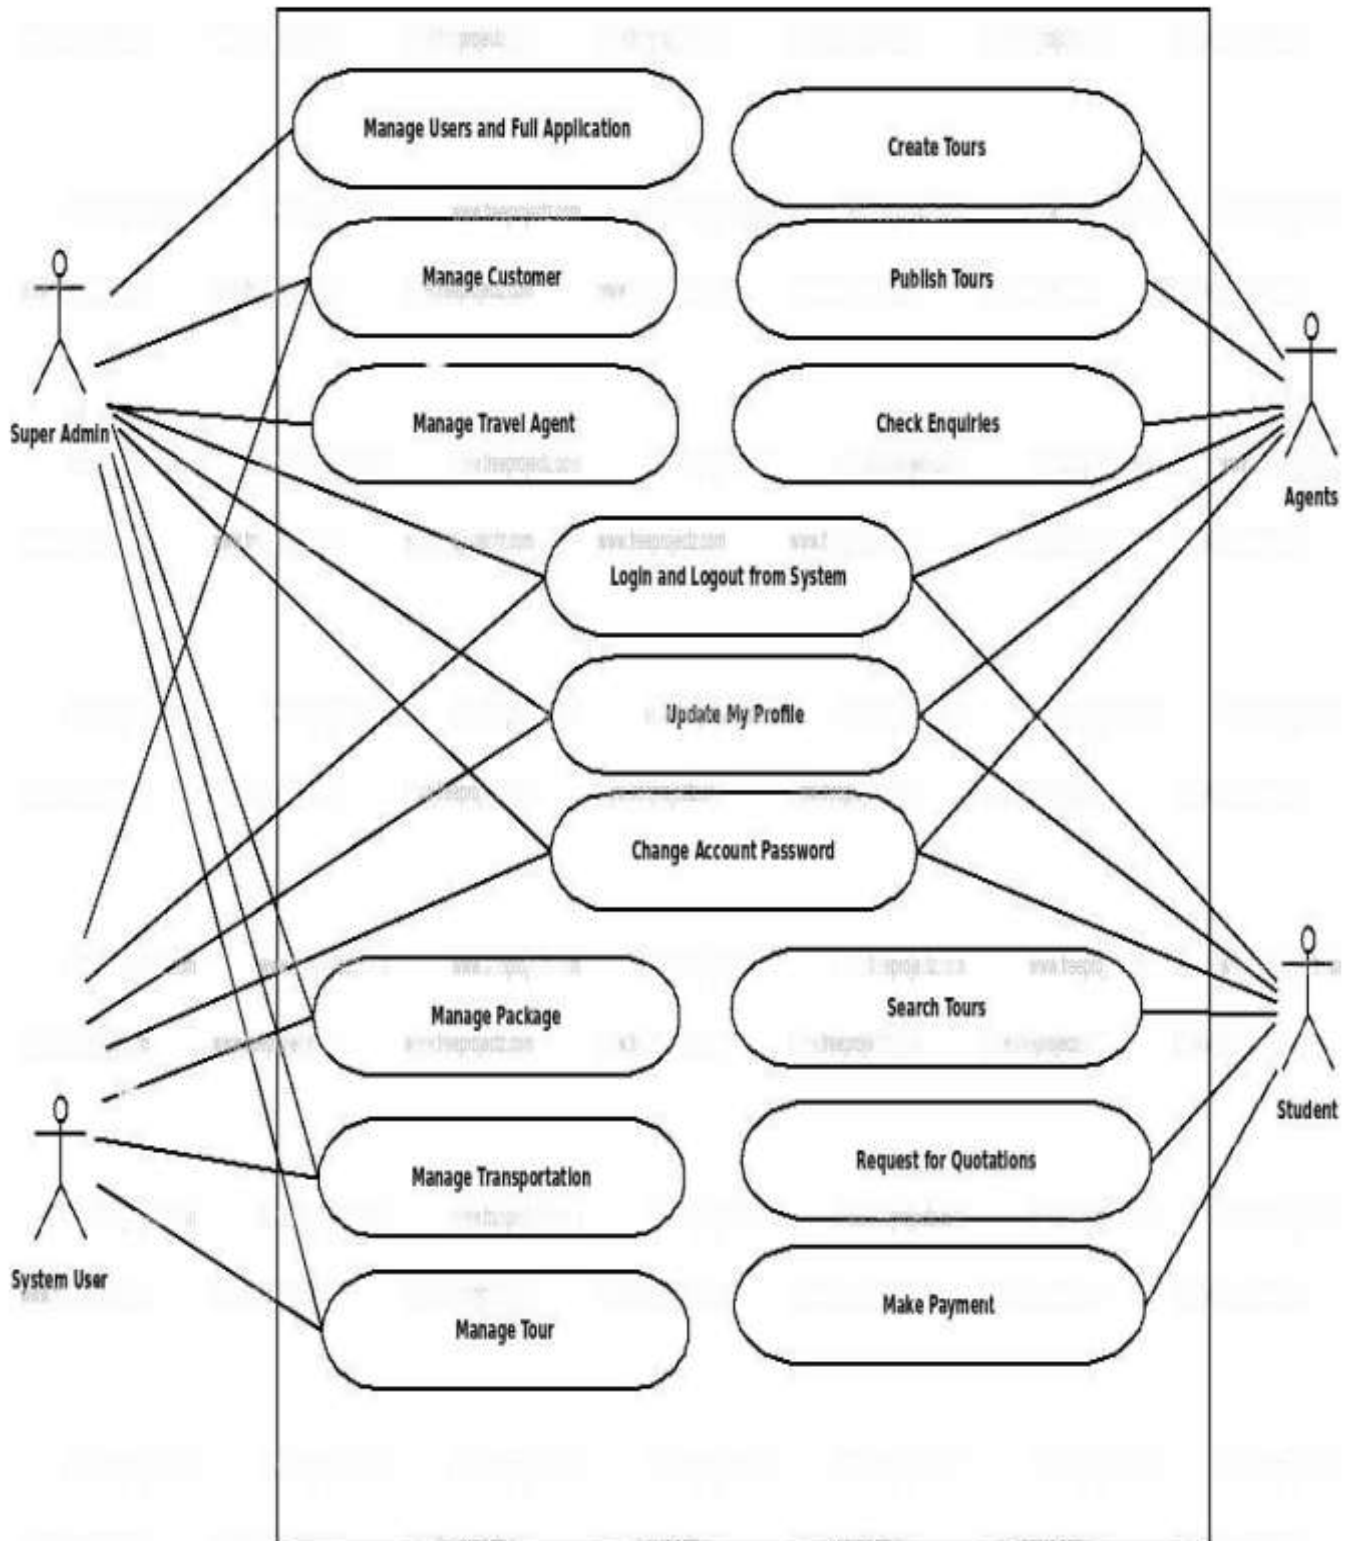 Manage Users and Full Application
Create Tours
Manage Customer
Publish Tours
Manage Travel Agent
Check Enquiries
Super Admin
Agents
Login and Logout from System
Update My Profile
Change Account Password
Manage Package
Search Tours
Student
Manage Transportation
Request for Quotations
System User
Manage Tour
Make Payment